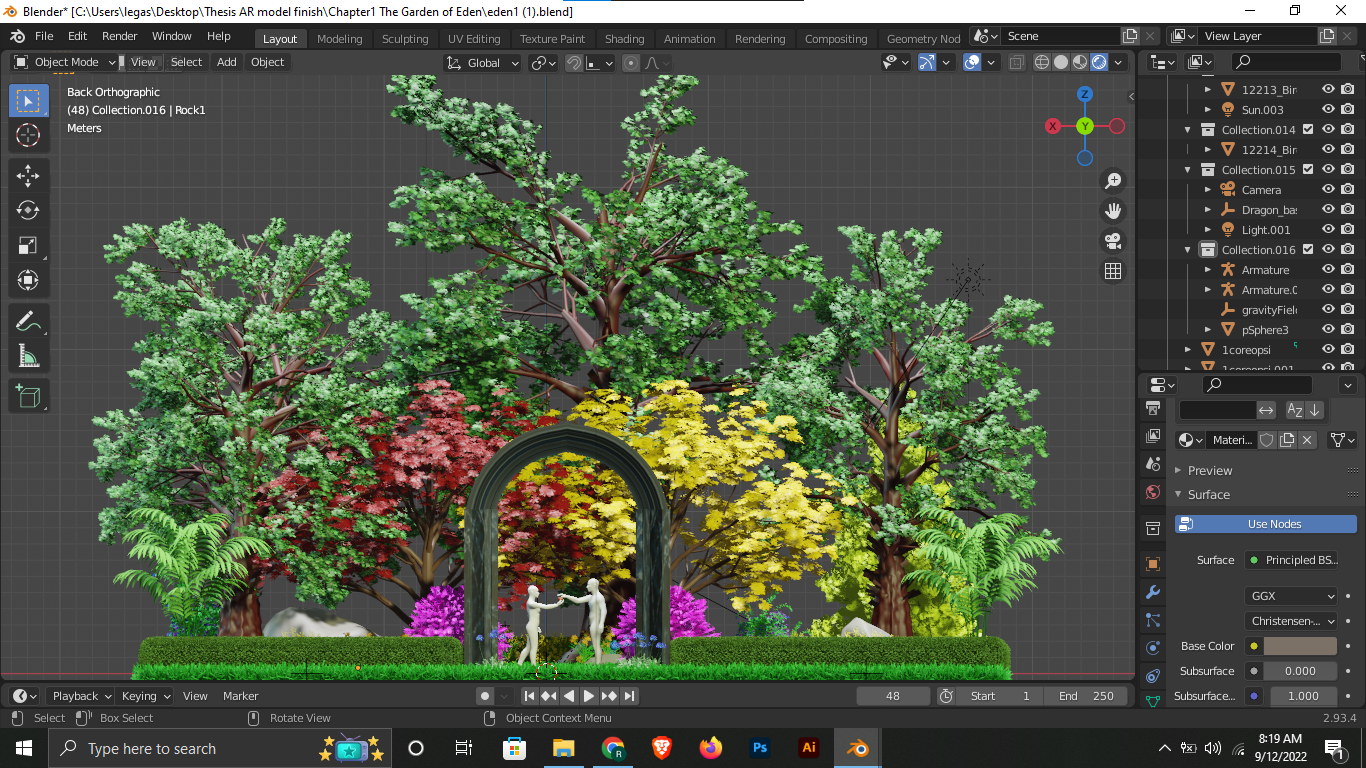 Blender* [C:\Users\legas\Desktop\Thesis AR model finish\Chapter1 The Garden of Eden\eden1 (1).blend]
File Edit Render Window Help Layout Modeling Sculpting UV Editing Texture Paint Shading Animation Rendering Compositing Geometry Nod Scene View Layer
Object Mode View Select Add Object Global
Back Orthographic
(48) Collection.016 | Rock1
Meters
Z
X
Y
12213_Bir
Sun.003
Collection.014
12214_Bir
Collection.015
Camera
Dragon_ba
Light.001
Collection.016
Armature
Armature.0
gravityField
pSphere3
1coreopsi
1coreopsi.001
Materi...
Preview
Surface
Use Nodes
Surface Principled BS...
GGX
Christensen-...
Base Color
Subsurface 0.000
Subsurface... 1.000
Playback Keying View Marker 48 Start 1 End 250
Select Box Select Rotate View Object Context Menu 2.93.4
Type here to search
Ps
Ai
8:19 AM
9/12/2022
1